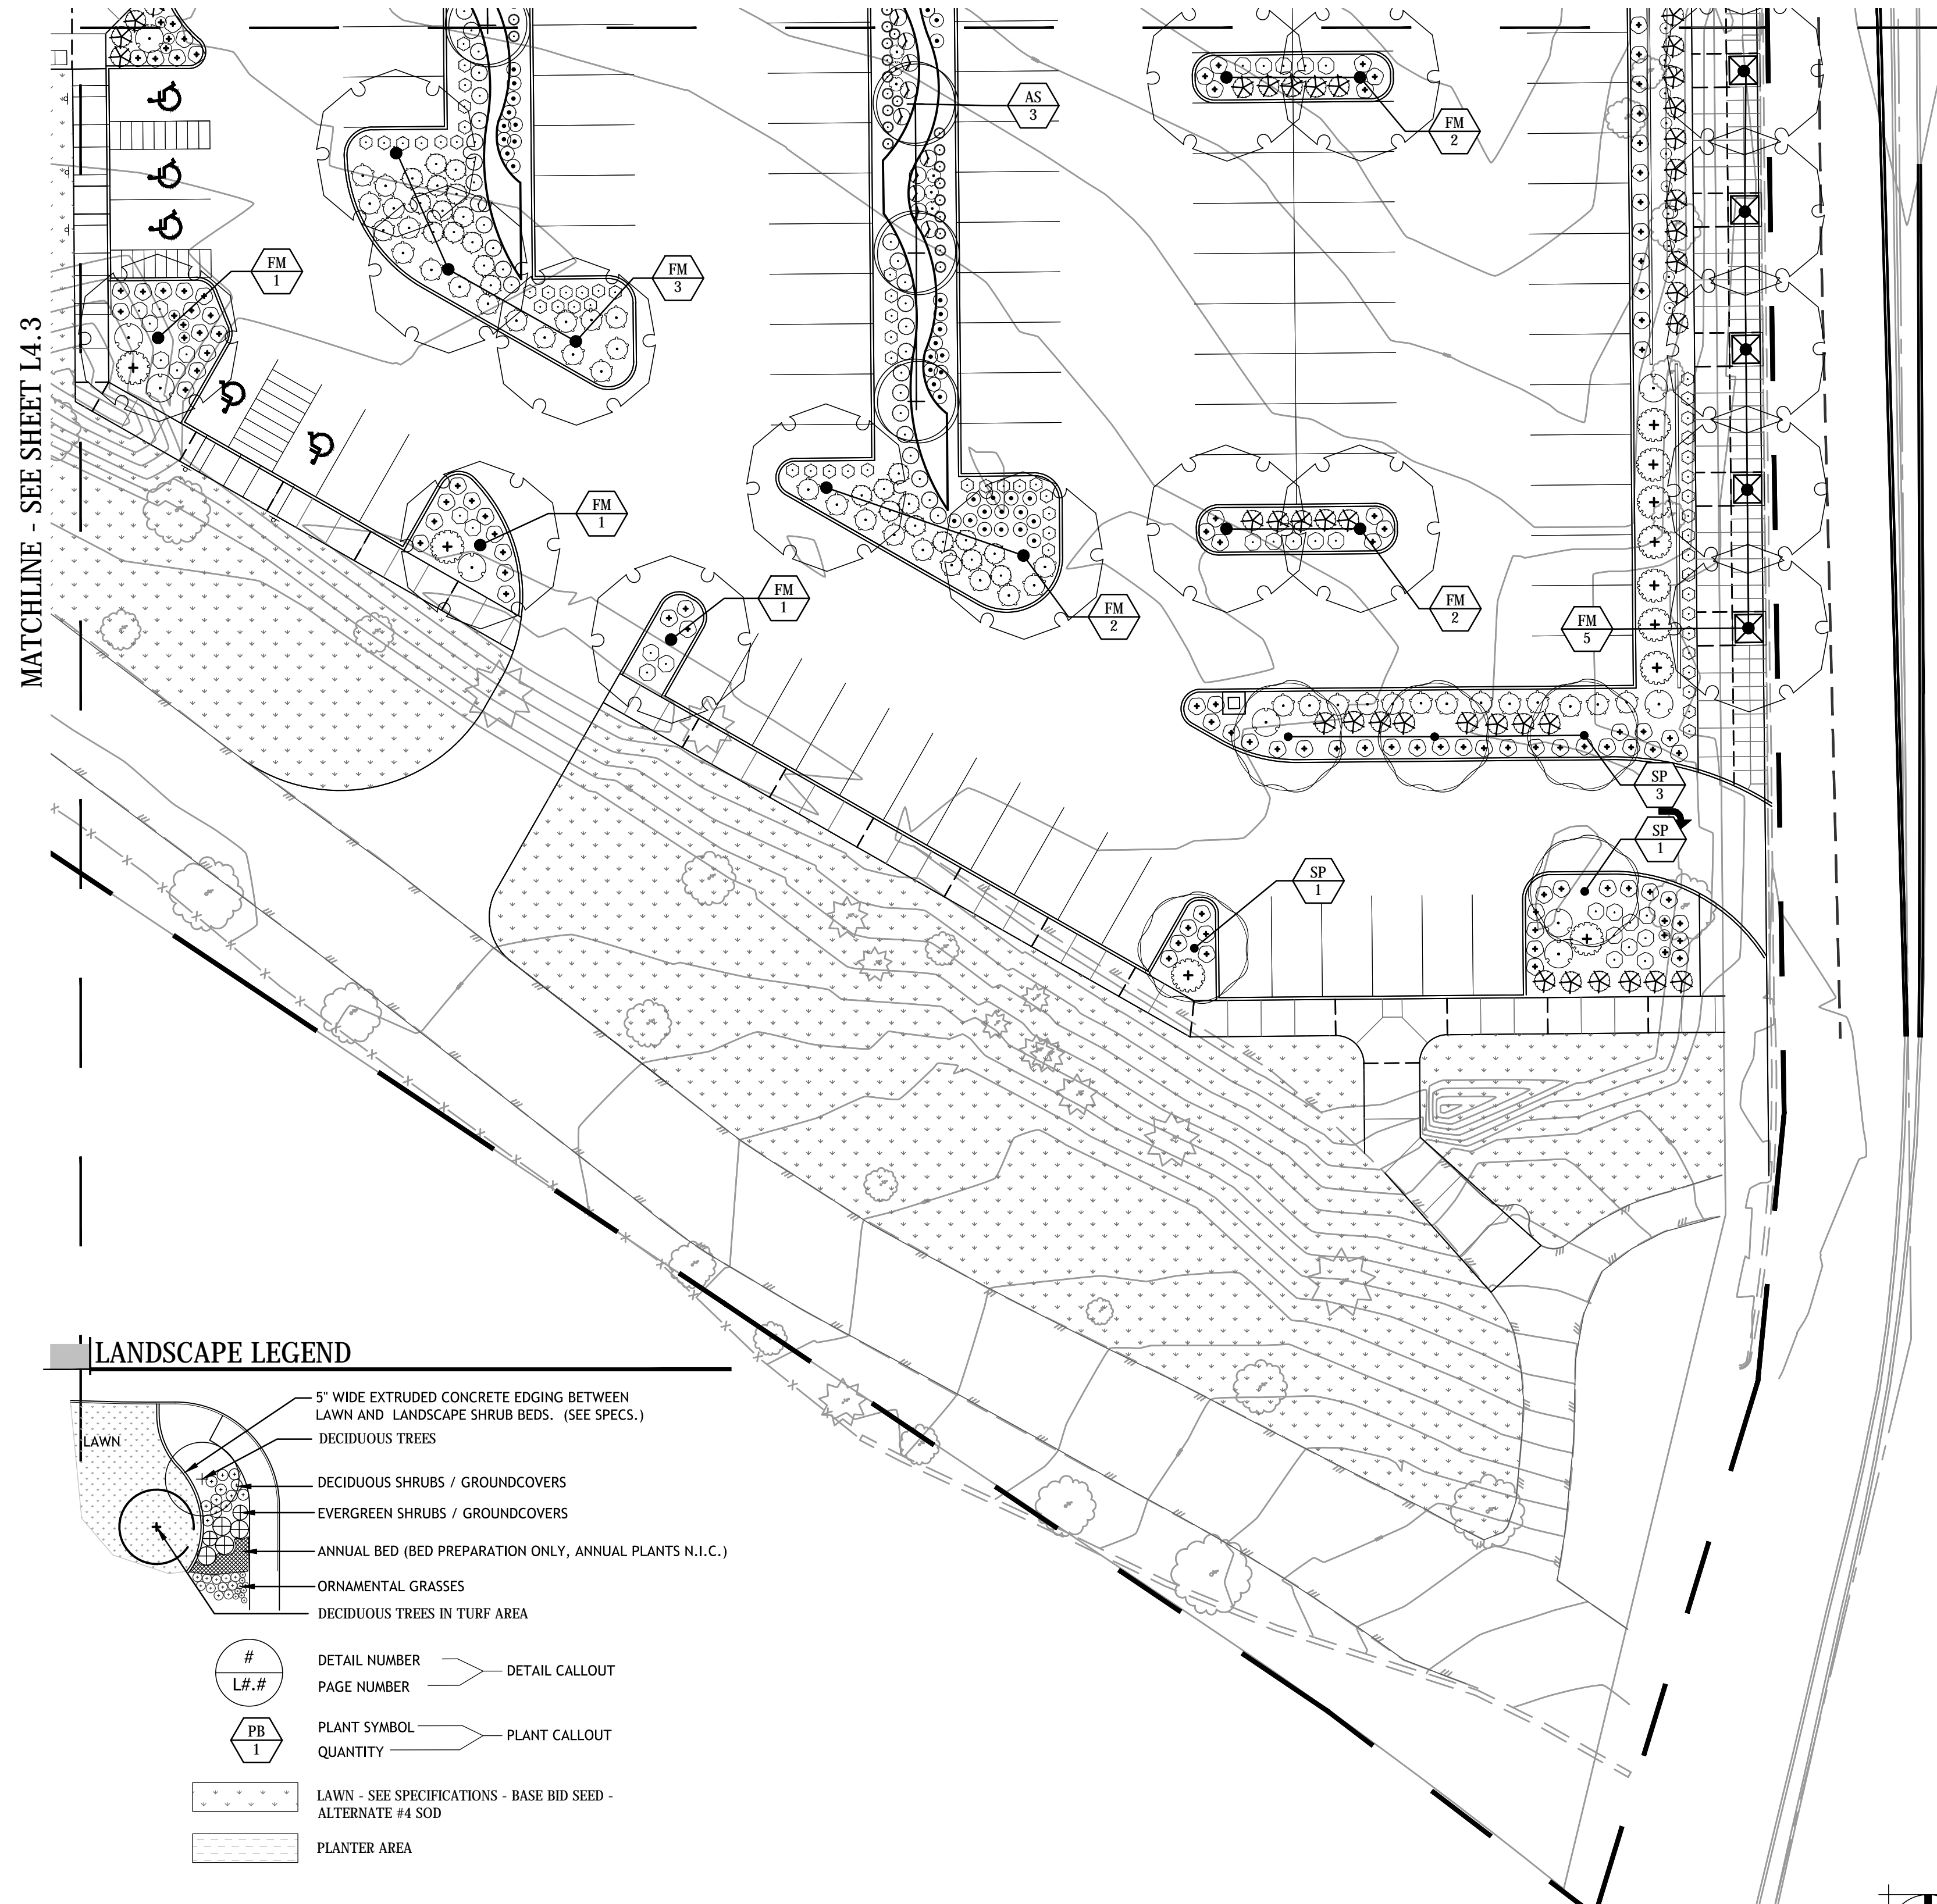 MATCHLINE - SEE SHEET L4.3
AS
3
FM
2
FM
1
FM
3
FM
1
FM
1
FM
2
FM
2
FM
5
SP
3
SP
1
SP
1
LANDSCAPE LEGEND
5" WIDE EXTRUDED CONCRETE EDGING BETWEEN
LAWN AND LANDSCAPE SHRUB BEDS. (SEE SPECS.)
LAWN
DECIDUOUS TREES
DECIDUOUS SHRUBS / GROUNDCOVERS
EVERGREEN SHRUBS / GROUNDCOVERS
ANNUAL BED (BED PREPARATION ONLY, ANNUAL PLANTS N.I.C.)
ORNAMENTAL GRASSES
DECIDUOUS TREES IN TURF AREA
#
L#.#
DETAIL NUMBER
PAGE NUMBER
DETAIL CALLOUT
PB
1
PLANT SYMBOL
QUANTITY
PLANT CALLOUT
LAWN - SEE SPECIFICATIONS - BASE BID SEED -
ALTERNATE #4 SOD
PLANTER AREA